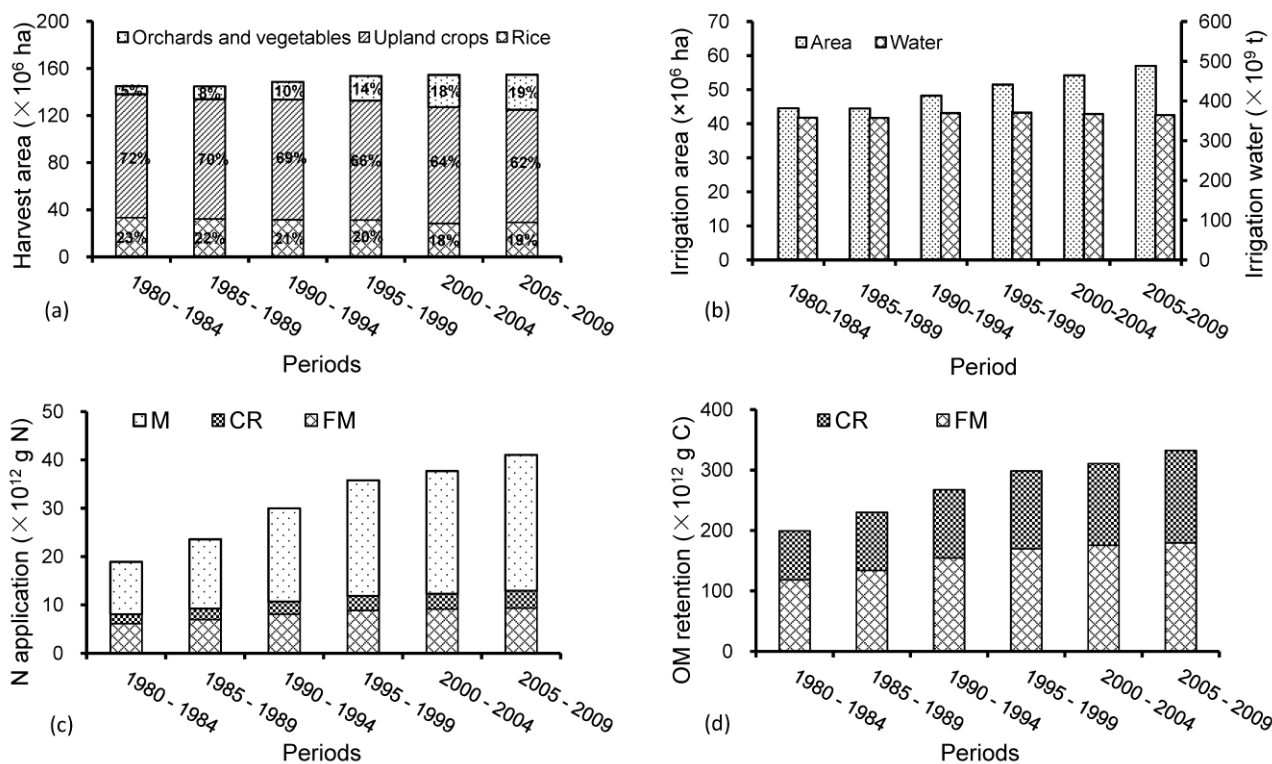 200
160
120
80
40
0
Harvest area ( × 10⁶ ha)
Orchards and vegetables Upland crops Rice
5% 8% 10% 14% 18% 19%
72% 70% 69% 66% 64% 62%
23% 22% 21% 20% 18% 19%
1980 - 1984
1985 - 1989
1990 - 1994
1995 - 1999
2000 - 2004
2005 - 2009
(a)
Periods
70
60
50
40
30
20
10
0
Irrigation area (×10⁶ ha)
Area Water
600
500
400
300
200
100
0
Irrigation water ( × 10⁹ t)
1980-1984
1985-1989
1990-1994
1995-1999
2000-2004
2005-2009
(b)
Period
50
40
30
20
10
0
N application ( × 10¹² g N)
M CR FM
1980 - 1984
1985 - 1989
1990 - 1994
1995 - 1999
2000 - 2004
2005 - 2009
(c)
Periods
400
300
200
100
0
OM retention ( × 10¹² g C)
CR FM
1980 - 1984
1985 - 1989
1990 - 1994
1995 - 1999
2000 - 2004
2005 - 2009
(d)
Periods